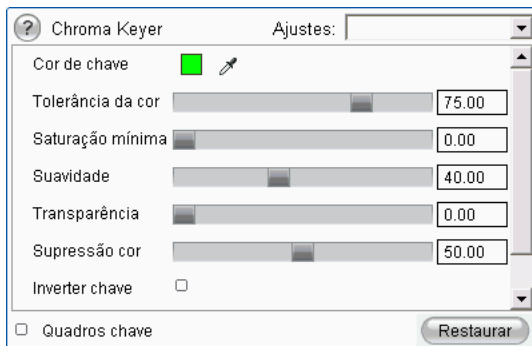 ? Chroma Keyer Ajustes:
Cor de chave
Tolerância da cor 75.00
Saturação mínima 0.00
Suavidade 40.00
Transparência 0.00
Supressão cor 50.00
Inverter chave
Quadros chave Restaurar